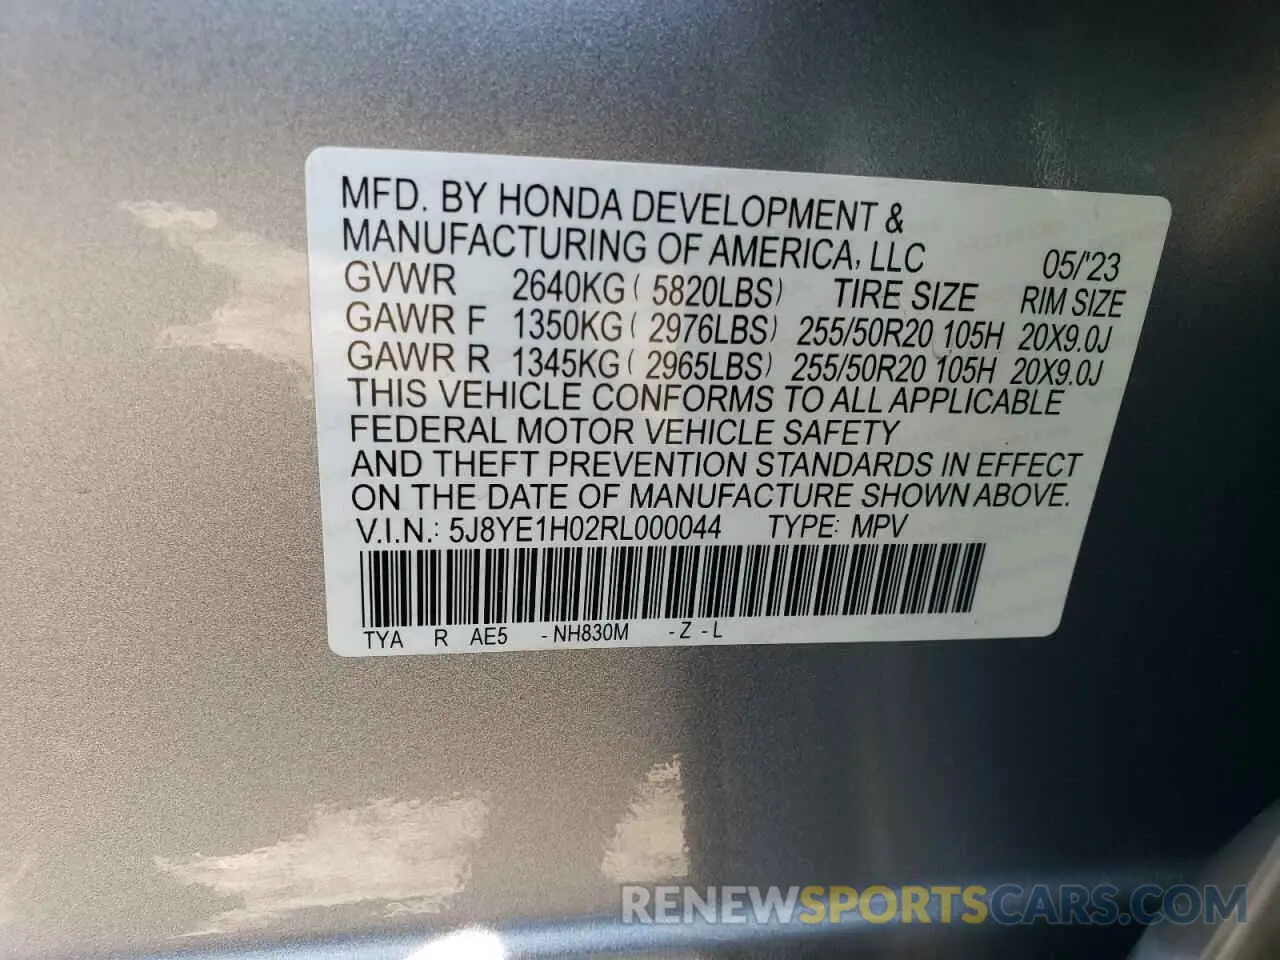 MFD. BY HONDA DEVELOPMENT &
MANUFACTURING OF AMERICA, LLC 05/'23
GVWR 2640KG ( 5820LBS) TIRE SIZE RIM SIZE
GAWR F 1350KG ( 2976LBS) 255/50R20 105H 20X9.0J
GAWR R 1345KG ( 2965LBS) 255/50R20 105H 20X9.0J
THIS VEHICLE CONFORMS TO ALL APPLICABLE
FEDERAL MOTOR VEHICLE SAFETY
AND THEFT PREVENTION STANDARDS IN EFFECT
ON THE DATE OF MANUFACTURE SHOWN ABOVE.
V.I.N.: 5J8YE1H02RL000044 TYPE: MPV
TYA R AE5 - NH830M - Z - L
RENEWSPORTSCARS.COM